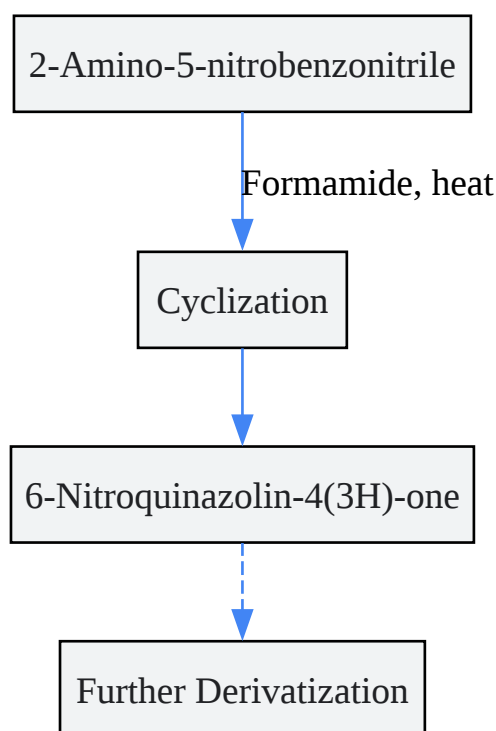 2-Amino-5-nitrobenzonitrile
Formamide, heat
Cyclization
6-Nitroquinazolin-4(3H)-one
Further Derivatization